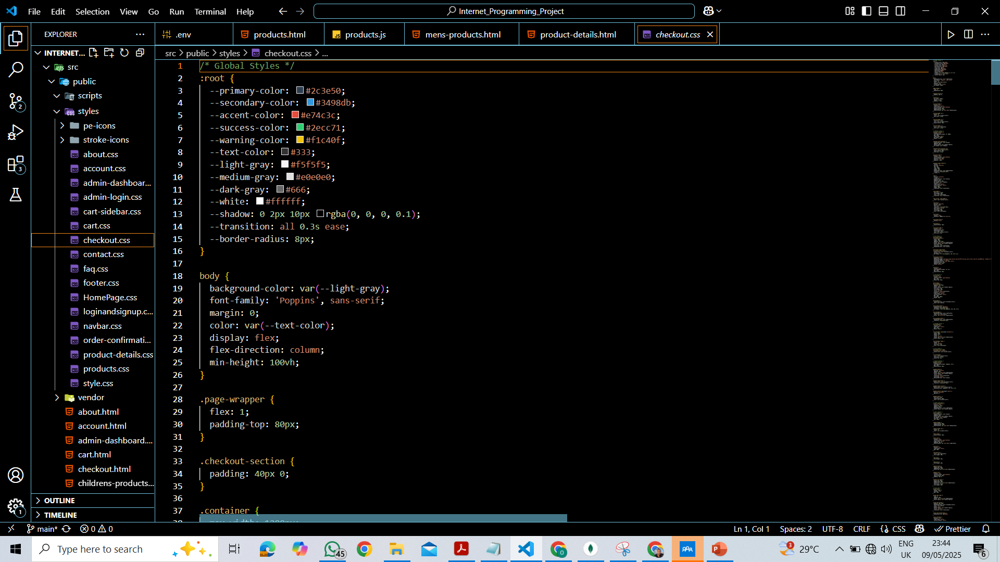 File Edit Selection View Go Run Terminal Help
Internet_Programming_Project
EXPLORER
.env
products.html
products.js
mens-products.html
product-details.html
checkout.css
INTERNET...
src > public > styles > checkout.css > ...
src
public
scripts
styles
pe-icons
stroke-icons
about.css
account.css
admin-dashboar...
admin-login.css
cart-sidebar.css
cart.css
checkout.css
contact.css
faq.css
footer.css
HomePage.css
loginandsignup.c...
navbar.css
order-confirmati...
product-details.css
products.css
style.css
vendor
about.html
account.html
admin-dashboard....
cart.html
checkout.html
childrens-products...
OUTLINE
TIMELINE
2
3
1
1 /* Global Styles */
2 :root {
3 --primary-color: #2c3e50;
4 --secondary-color: #3498db;
5 --accent-color: #e74c3c;
6 --success-color: #2ecc71;
7 --warning-color: #f1c40f;
8 --text-color: #333;
9 --light-gray: #f5f5f5;
10 --medium-gray: #e0e0e0;
11 --dark-gray: #666;
12 --white: #ffffff;
13 --shadow: 0 2px 10px rgba(0, 0, 0, 0.1);
14 --transition: all 0.3s ease;
15 --border-radius: 8px;
16 }
17
18 body {
19 background-color: var(--light-gray);
20 font-family: 'Poppins', sans-serif;
21 margin: 0;
22 color: var(--text-color);
23 display: flex;
24 flex-direction: column;
25 min-height: 100vh;
26 }
27
28 .page-wrapper {
29 flex: 1;
30 padding-top: 80px;
31 }
32
33 .checkout-section {
34 padding: 40px 0;
35 }
36
37 .container {
main* 0 0
Ln 1, Col 1 Spaces: 2 UTF-8 CRLF CSS Prettier
Type here to search
45
3
29°C
ENG
UK
23:44
09/05/2025
6